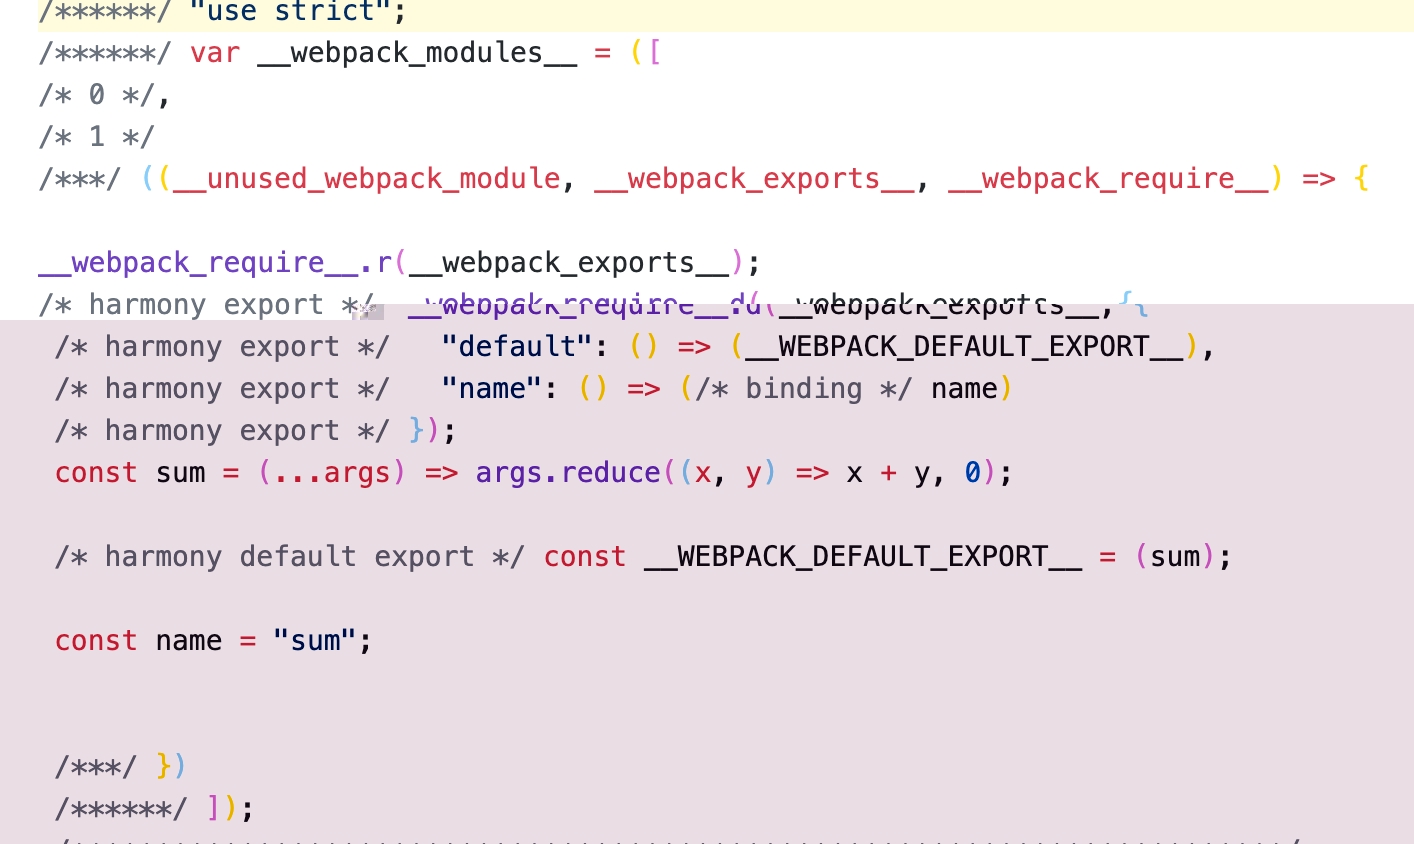 /******/ "use strict";
/******/ var __webpack_modules__ = ([
/* 0 */,
/* 1 */
/***/ ((__unused_webpack_module, __webpack_exports__, __webpack_require__) => {
__webpack_require__.r(__webpack_exports__);
/* harmony export */ __webpack_require__.d(__webpack_exports__, {
/* harmony export */   "default": () => (__WEBPACK_DEFAULT_EXPORT__),
/* harmony export */   "name": () => (/* binding */ name)
/* harmony export */ });
const sum = (...args) => args.reduce((x, y) => x + y, 0);
/* harmony default export */ const __WEBPACK_DEFAULT_EXPORT__ = (sum);
const name = "sum";
/***/ })
/******/ ]);